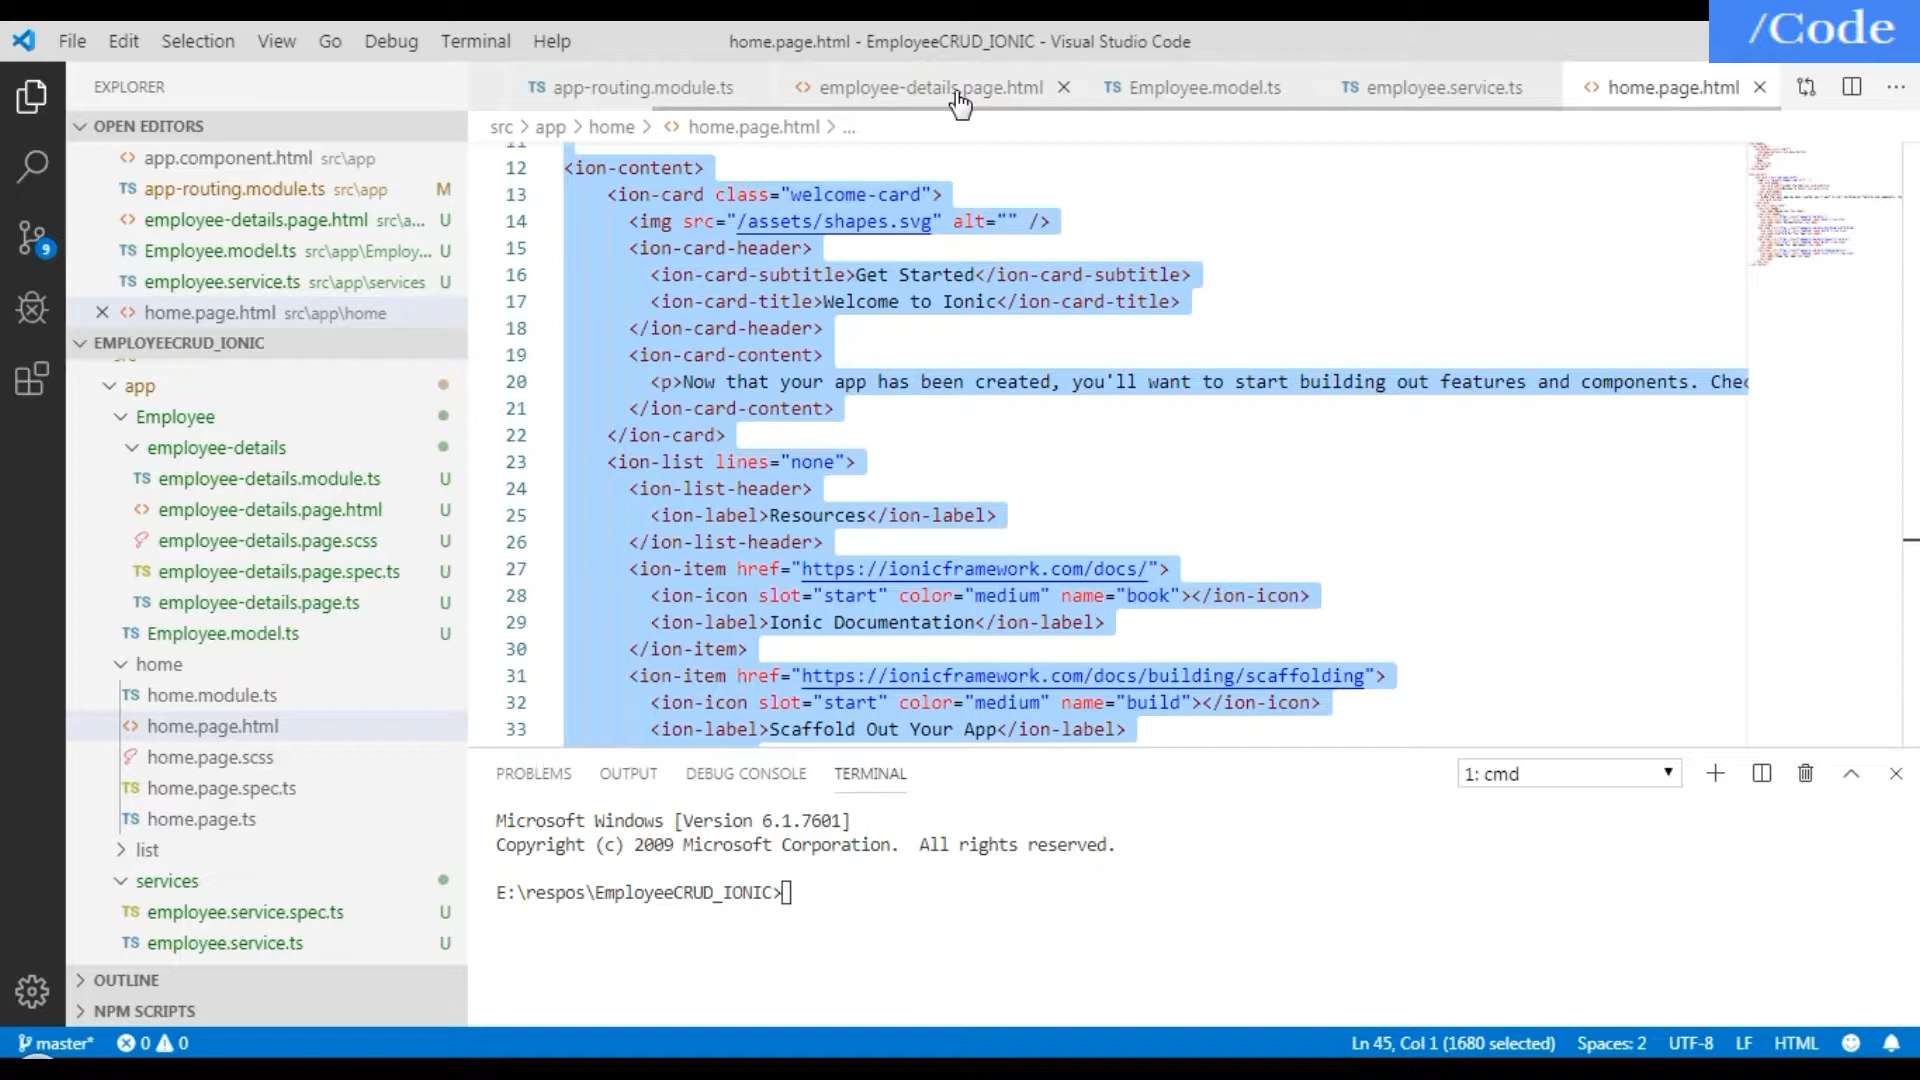 /Code
File Edit Selection View Go Debug Terminal Help home.page.html - EmployeeCRUD_IONIC - Visual Studio Code
EXPLORER
TS app-routing.module.ts <> employee-details.page.html TS Employee.model.ts TS employee.service.ts <> home.page.html
src > app > home > <> home.page.html > ...
OPEN EDITORS
<> app.component.html src\app
TS app-routing.module.ts src\app M
<> employee-details.page.html src\a... U
TS Employee.model.ts src\app\Employ... U
TS employee.service.ts src\app\services U
<> home.page.html src\app\home
EMPLOYEECRUD_IONIC
app
Employee
employee-details
TS employee-details.module.ts U
<> employee-details.page.html U
employee-details.page.scss U
TS employee-details.page.spec.ts U
TS employee-details.page.ts U
TS Employee.model.ts U
home
TS home.module.ts
<> home.page.html
home.page.scss
TS home.page.spec.ts
TS home.page.ts
list
services
TS employee.service.spec.ts U
TS employee.service.ts U
OUTLINE
NPM SCRIPTS
11
12 <ion-content>
13 <ion-card class="welcome-card">
14 <img src="/assets/shapes.svg" alt="" />
15 <ion-card-header>
16 <ion-card-subtitle>Get Started</ion-card-subtitle>
17 <ion-card-title>Welcome to Ionic</ion-card-title>
18 </ion-card-header>
19 <ion-card-content>
20 <p>Now that your app has been created, you'll want to start building out features and components. Chec
21 </ion-card-content>
22 </ion-card>
23 <ion-list lines="none">
24 <ion-list-header>
25 <ion-label>Resources</ion-label>
26 </ion-list-header>
27 <ion-item href="https://ionicframework.com/docs/">
28 <ion-icon slot="start" color="medium" name="book"></ion-icon>
29 <ion-label>Ionic Documentation</ion-label>
30 </ion-item>
31 <ion-item href="https://ionicframework.com/docs/building/scaffolding">
32 <ion-icon slot="start" color="medium" name="build"></ion-icon>
33 <ion-label>Scaffold Out Your App</ion-label>
PROBLEMS OUTPUT DEBUG CONSOLE TERMINAL 1: cmd
Microsoft Windows [Version 6.1.7601]
Copyright (c) 2009 Microsoft Corporation. All rights reserved.
E:\respos\EmployeeCRUD_IONIC>
9
master* 0 0 Ln 45, Col 1 (1680 selected) Spaces: 2 UTF-8 LF HTML